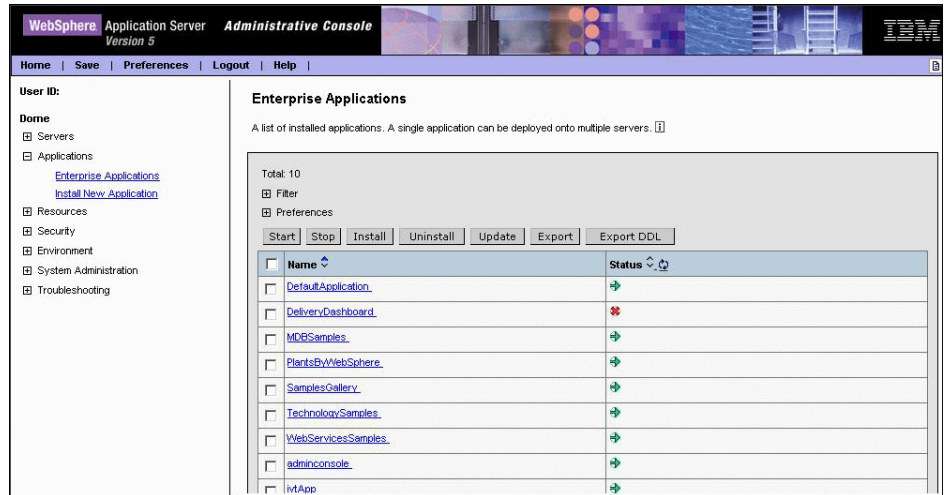 WebSphere. Application Server Administrative Console
Version 5
IBM
Home | Save | Preferences | Logout | Help |
User ID:
Dorne
Servers
Applications
Enterprise Applications
Install New Application
Resources
Security
Environment
System Administration
Troubleshooting
Enterprise Applications
A list of installed applications. A single application can be deployed onto multiple servers. i
Total: 10
Filter
Preferences
Start Stop Install Uninstall Update Export Export DDL
Name Status
DefaultApplication
DeliveryDashboard
MDBSamples
PlantsByWebSphere
SamplesGallery
TechnologySamples
WebServicesSamples
adminconsole
ivtApp